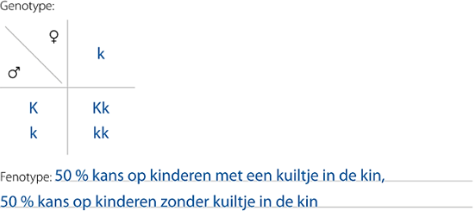 Genotype:
♀
♂
k
K Kk
k kk
Fenotype: 50 % kans op kinderen met een kuiltje in de kin,
50 % kans op kinderen zonder kuiltje in de kin